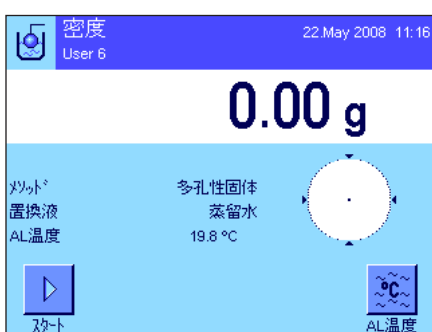 密度 22.May 2008 11:16
User 6
0.00 g
ﾒｿｯﾄﾞ 多孔性固体
置換液 蒸留水
AL温度 19.8 °C
°C
ｽﾀｰﾄ AL温度